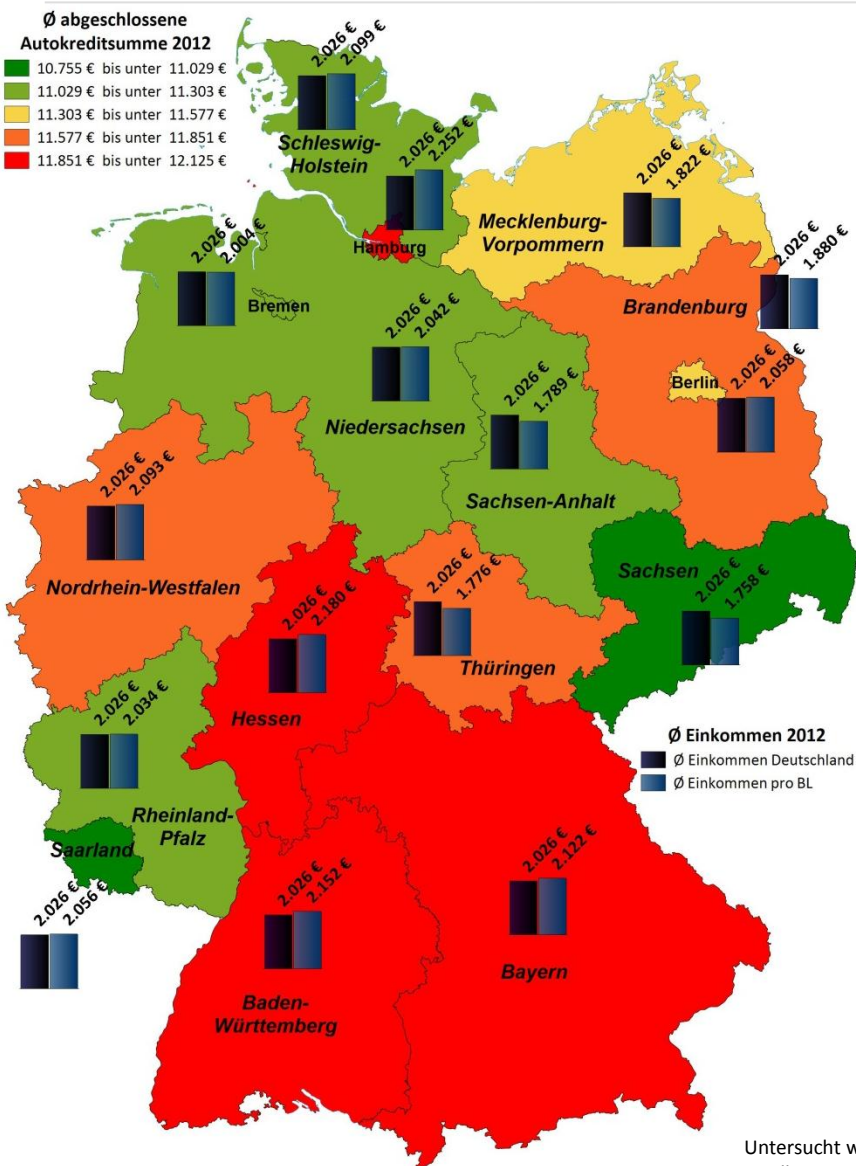 Ø abgeschlossene
Autokreditsumme 2012
10.755 € bis unter 11.029 €
11.029 € bis unter 11.303 €
11.303 € bis unter 11.577 €
11.577 € bis unter 11.851 €
11.851 € bis unter 12.125 €
2.026 €
2.099 €
Schleswig-
Holstein
2.026 €
2.252 €
Hamburg
2.026 €
1.822 €
Mecklenburg-
Vorpommern
2.026 €
2.004 €
Bremen
2.026 €
1.880 €
Brandenburg
2.026 €
2.042 €
Niedersachsen
Berlin
2.026 €
2.058 €
2.026 €
1.789 €
Sachsen-Anhalt
2.026 €
2.093 €
Nordrhein-Westfalen
Sachsen
2.026 €
1.758 €
2.026 €
1.776 €
Thüringen
2.026 €
2.180 €
Hessen
2.026 €
2.034 €
Rheinland-
Pfalz
Ø Einkommen 2012
Ø Einkommen Deutschland
Ø Einkommen pro BL
Saarland
2.026 €
2.056 €
2.026 €
2.152 €
Baden-
Württemberg
2.026 €
2.122 €
Bayern
Untersucht